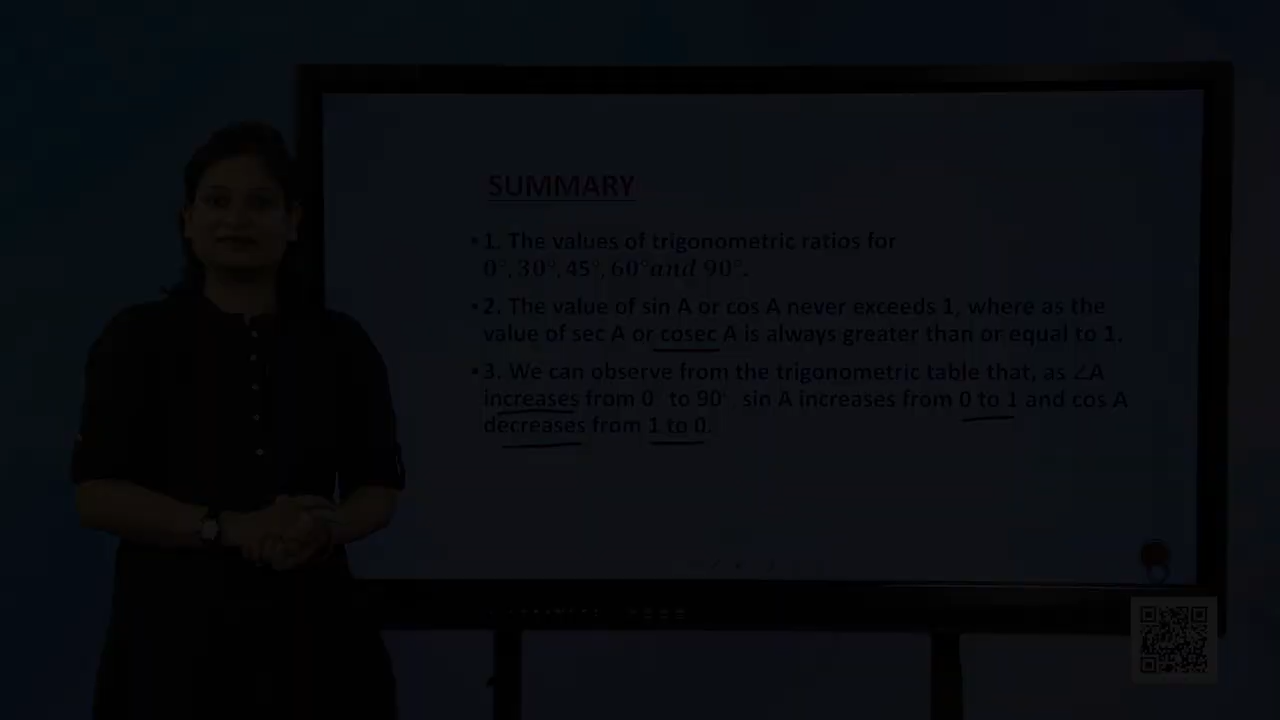 SUMMARY
• 1. The values of trigonometric ratios for
0°, 30°, 45°, 60° and 90°.
• 2. The value of sin A or cos A never exceeds 1, where as the
value of sec A or cosec A is always greater than or equal to 1.
• 3. We can observe from the trigonometric table that, as ∠A
increases from 0 to 90°, sin A increases from 0 to 1 and cos A
decreases from 1 to 0.